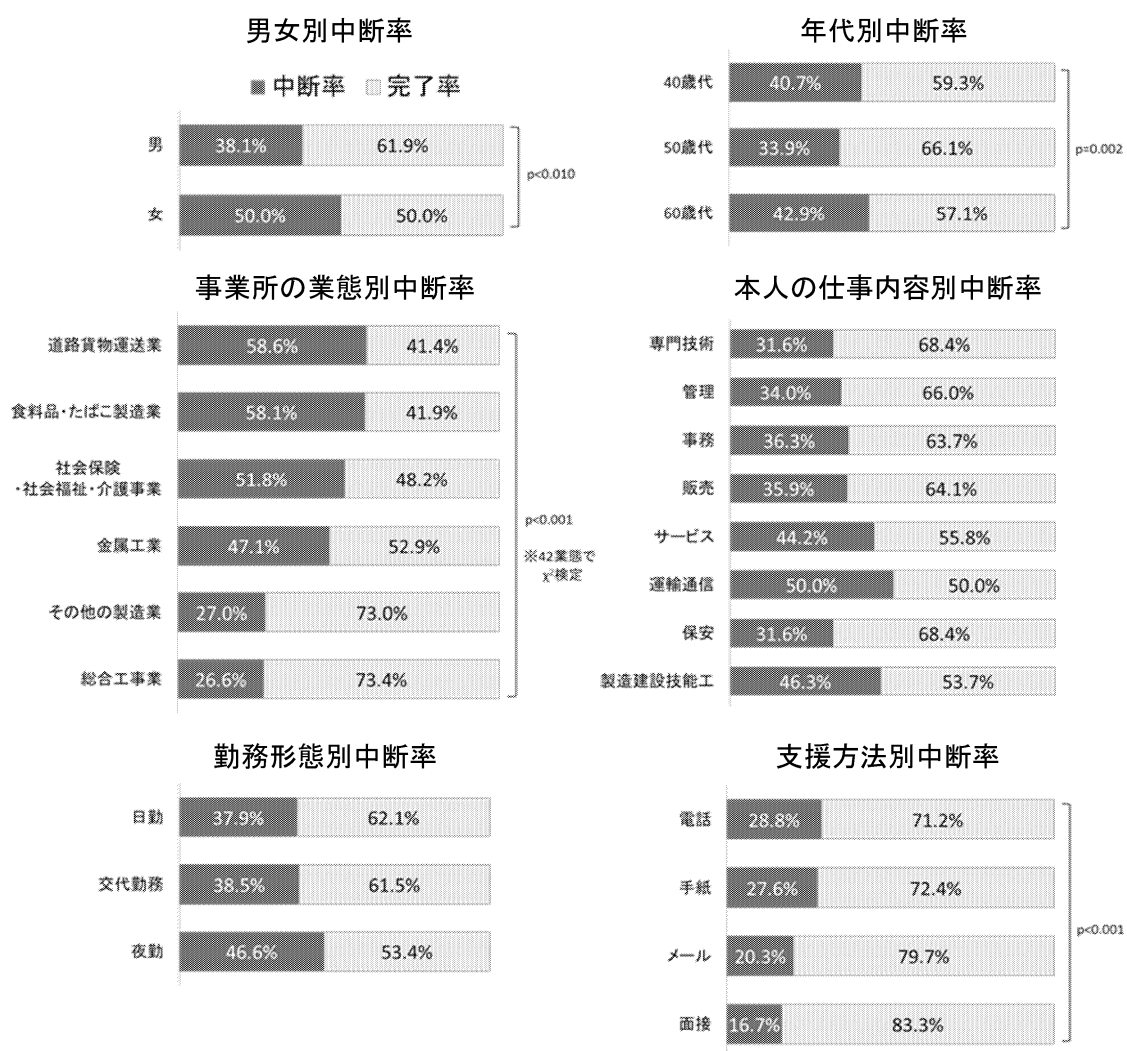 男女別中断率
中断率 完了率
男 38.1% 61.9%
女 50.0% 50.0%
p<0.010
年代別中断率
40歳代 40.7% 59.3%
50歳代 33.9% 66.1%
60歳代 42.9% 57.1%
p=0.002
事業所の業態別中断率
道路貨物運送業 58.6% 41.4%
食料品・たばこ製造業 58.1% 41.9%
社会保険
・社会福祉・介護事業 51.8% 48.2%
金属工業 47.1% 52.9%
その他の製造業 27.0% 73.0%
総合工事業 26.6% 73.4%
p<0.001
※42業態で
χ²検定
本人の仕事内容別中断率
専門技術 31.6% 68.4%
管理 34.0% 66.0%
事務 36.3% 63.7%
販売 35.9% 64.1%
サービス 44.2% 55.8%
運輸通信 50.0% 50.0%
保安 31.6% 68.4%
製造建設技能工 46.3% 53.7%
勤務形態別中断率
日勤 37.9% 62.1%
交代勤務 38.5% 61.5%
夜勤 46.6% 53.4%
支援方法別中断率
電話 28.8% 71.2%
手紙 27.6% 72.4%
メール 20.3% 79.7%
面接 16.7% 83.3%
p<0.001